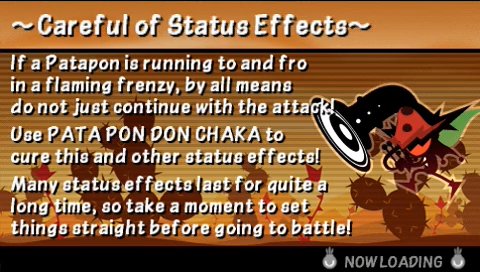 ～Careful of Status Effects～
If a Patapon is running to and fro
in a flaming frenzy, by all means
do not just continue with the attack!
Use PATA PON DON CHAKA to
cure this and other status effects!
Many status effects last for quite a
long time, so take a moment to set
things straight before going to battle!
NOW LOADING